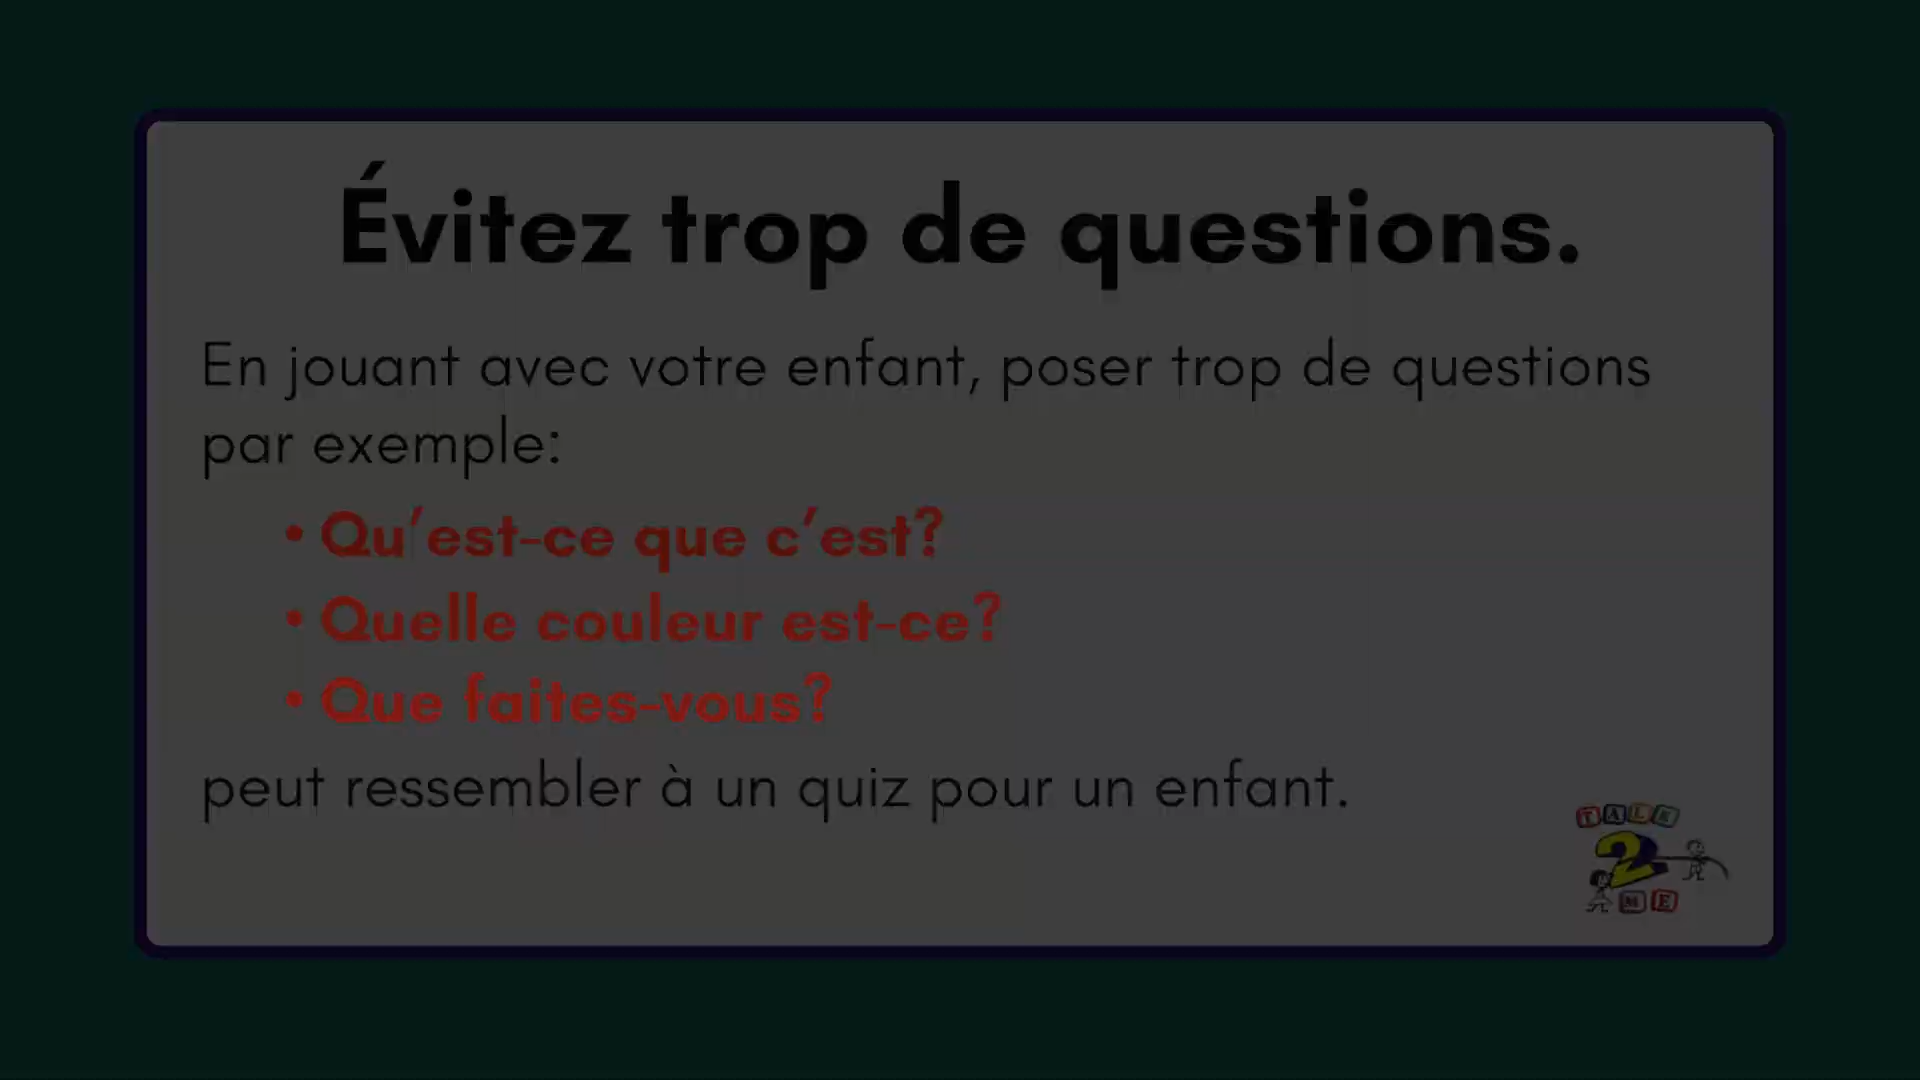 Évitez trop de questions.
En jouant avec votre enfant, poser trop de questions
par exemple:
• Qu’est-ce que c’est?
• Quelle couleur est-ce?
• Que faites-vous?
peut ressembler à un quiz pour un enfant.
TALK
2
ME